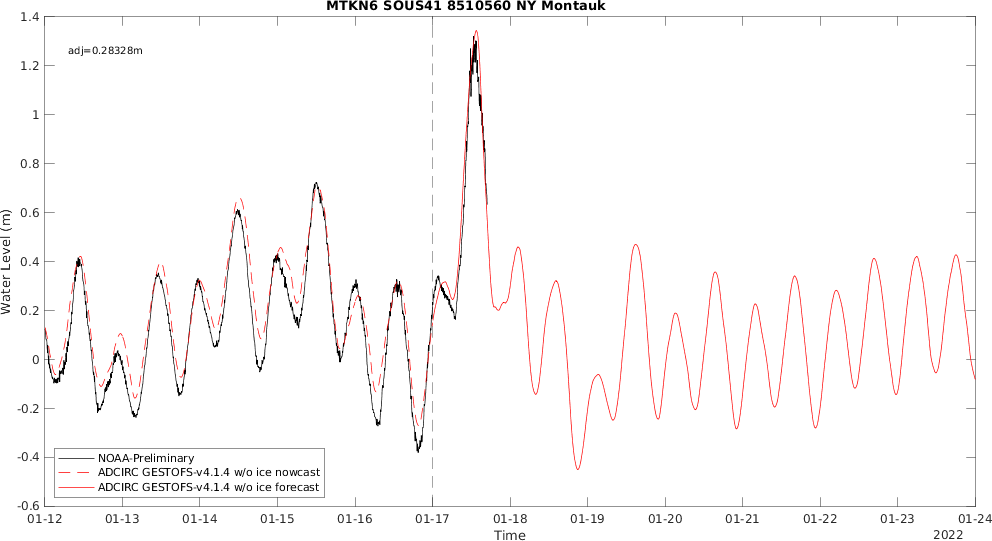 MTKN6 SOUS41 8510560 NY Montauk
1.4
adj=0.28328m
1.2
1
0.8
0.6
0.4
0.2
0
-0.2
-0.4
-0.6
Water Level (m)
NOAA-Preliminary
ADCIRC GESTOFS-v4.1.4 w/o ice nowcast
ADCIRC GESTOFS-v4.1.4 w/o ice forecast
01-12 01-13 01-14 01-15 01-16 01-17 01-18 01-19 01-20 01-21 01-22 01-23 01-24
Time
2022